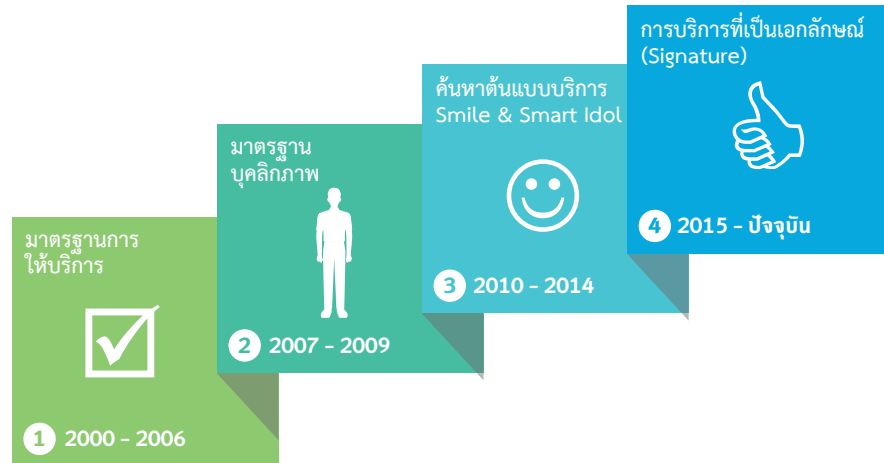 มาตรฐานการ
ให้บริการ
1 2000 - 2006
มาตรฐาน
บุคลิกภาพ
2 2007 - 2009
ค้นหาต้นแบบบริการ
Smile & Smart Idol
3 2010 - 2014
การบริการที่เป็นเอกลักษณ์
(Signature)
4 2015 - ปัจจุบัน